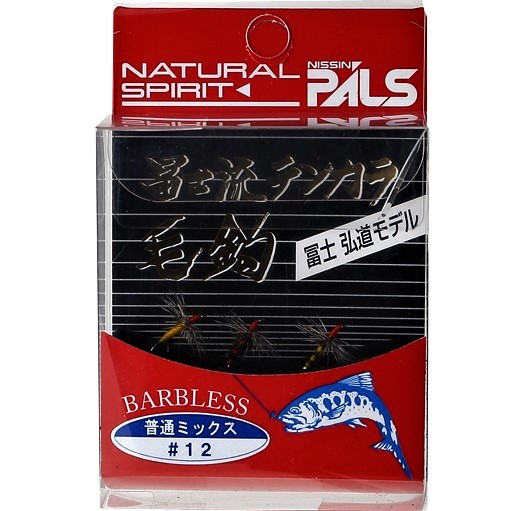 NATURAL
SPIRIT
NISSIN
PALS
冨士流テンカラ
毛鈎
冨士 弘道モデル
BARBLESS
普通ミックス
#12